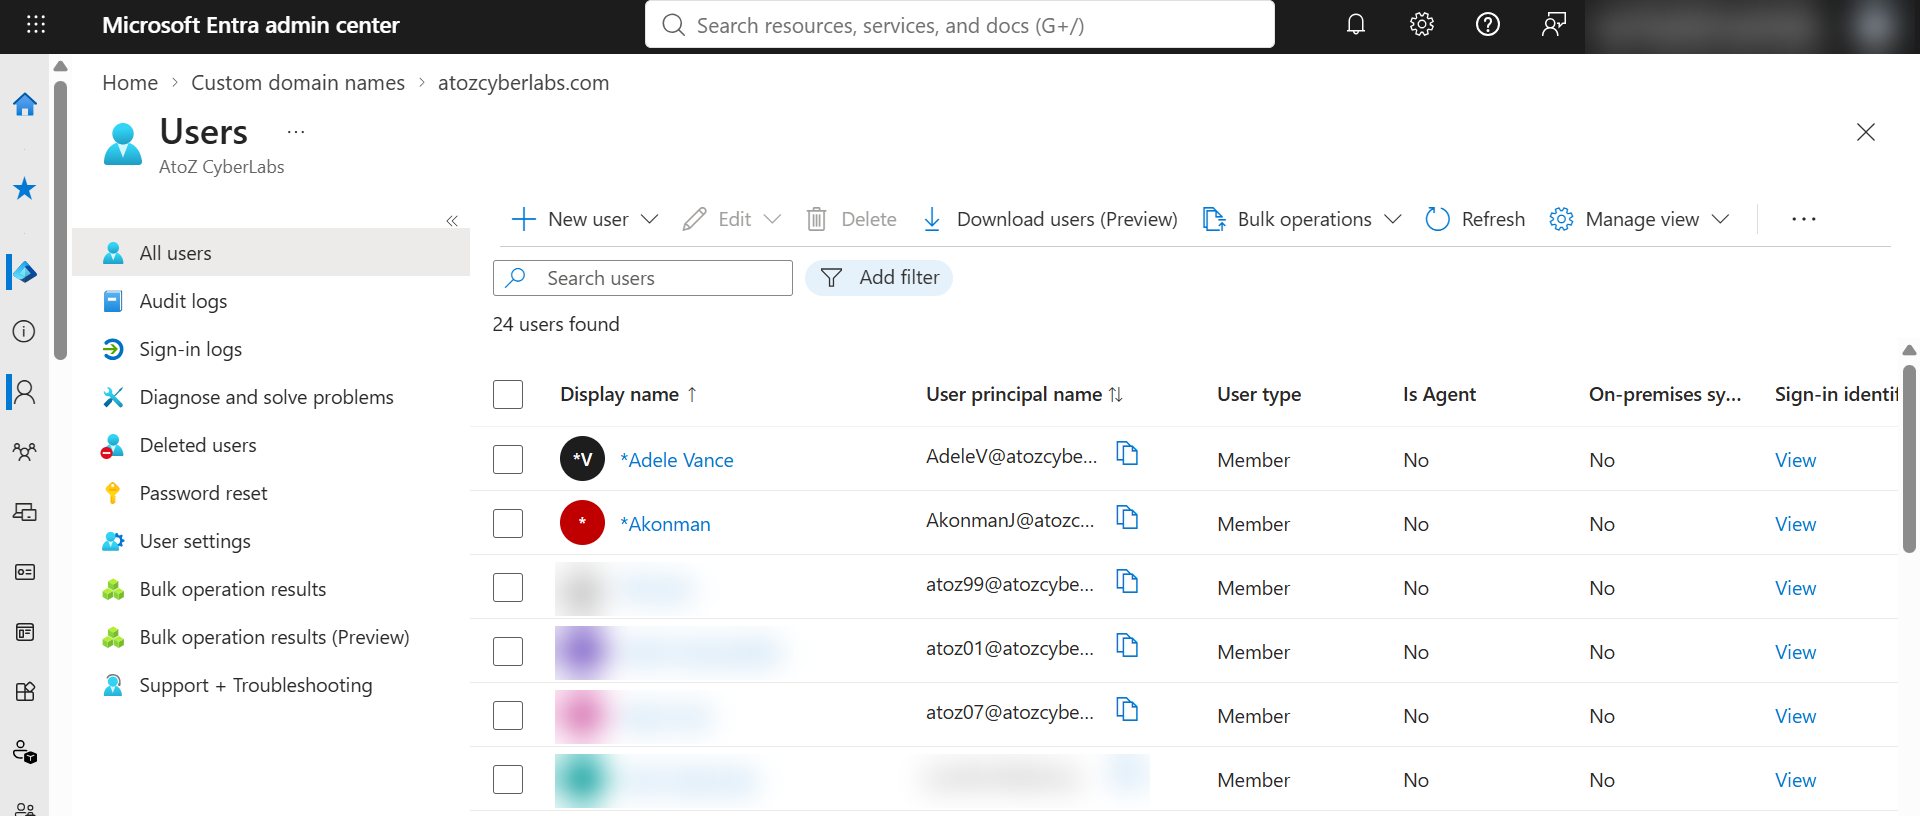 Microsoft Entra admin center
Search resources, services, and docs (G+/)
Home > Custom domain names > atozcyberlabs.com
Users ...
AtoZ CyberLabs
«
New user
Edit
Delete
Download users (Preview)
Bulk operations
Refresh
Manage view
...
All users
Audit logs
Sign-in logs
Diagnose and solve problems
Deleted users
Password reset
User settings
Bulk operation results
Bulk operation results (Preview)
Support + Troubleshooting
Search users
Add filter
24 users found
Display name ↑ User principal name ↑↓ User type Is Agent On-premises sy... Sign-in identif
*V *Adele Vance AdeleV@atozcybe... Member No No View
* *Akonman AkonmanJ@atozc... Member No No View
atoz99@atozcybe... Member No No View
atoz01@atozcybe... Member No No View
atoz07@atozcybe... Member No No View
Member No No View